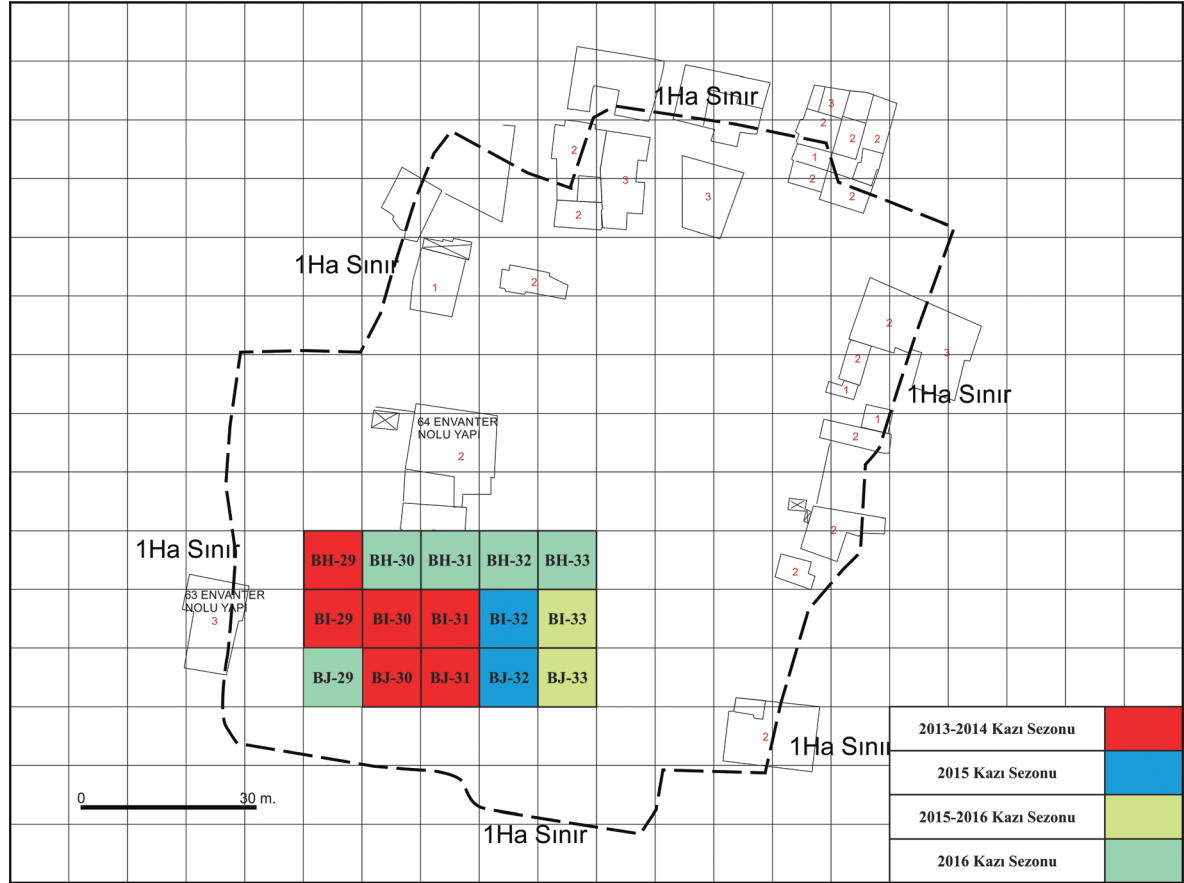 1Ha Sınır
3
2
2
2
2
1
2
3
2
3
2
2
1Ha Sınır
1
2
2
2
3
1
1Ha Sınır
1
2
64 ENVANTER
NOLU YAPI
2
2
2
1Ha Sınır
63 ENVANTER
NOLU YAPI
3
BH-29 BH-30 BH-31 BH-32 BH-33
BI-29 BI-30 BI-31 BI-32 BI-33
BJ-29 BJ-30 BJ-31 BJ-32 BJ-33
2
1Ha Sınır
0 30 m.
1Ha Sınır
2013-2014 Kazı Sezonu
2015 Kazı Sezonu
2015-2016 Kazı Sezonu
2016 Kazı Sezonu